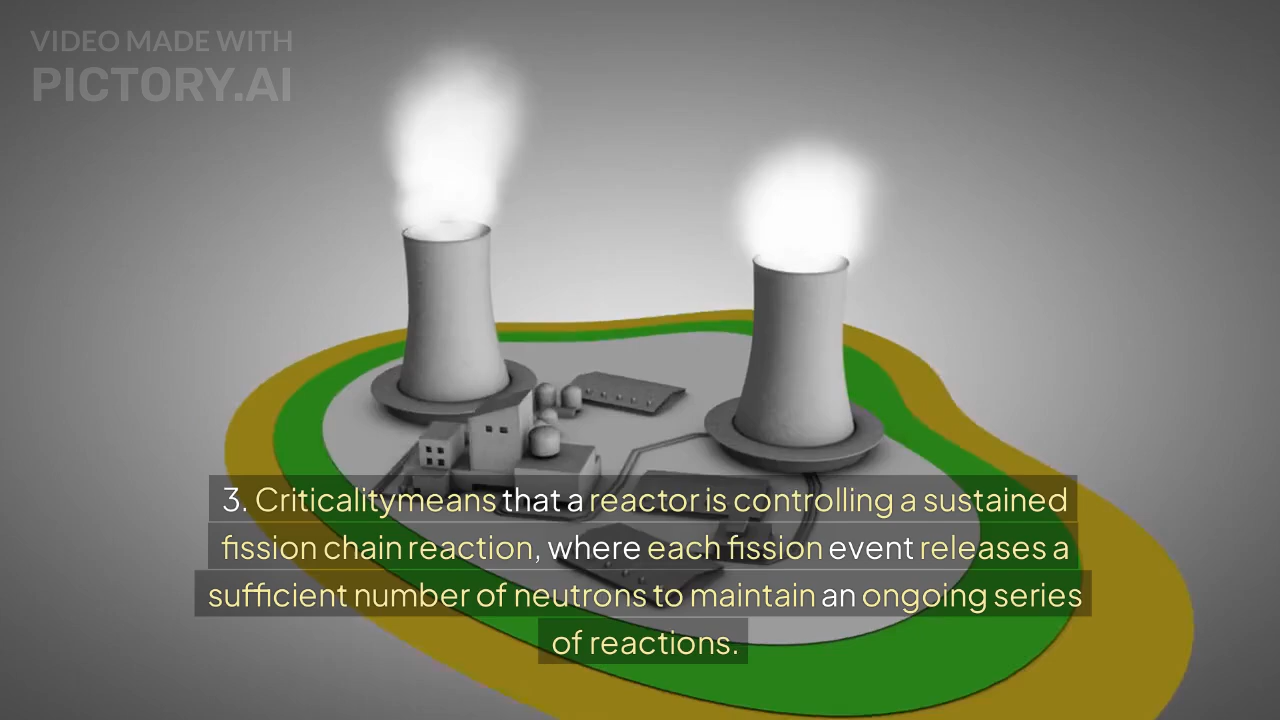 VIDEO MADE WITH
PICTORY.AI
3. Criticalitymeans that a reactor is controlling a sustained
fission chain reaction, where each fission event releases a
sufficient number of neutrons to maintain an ongoing series
of reactions.